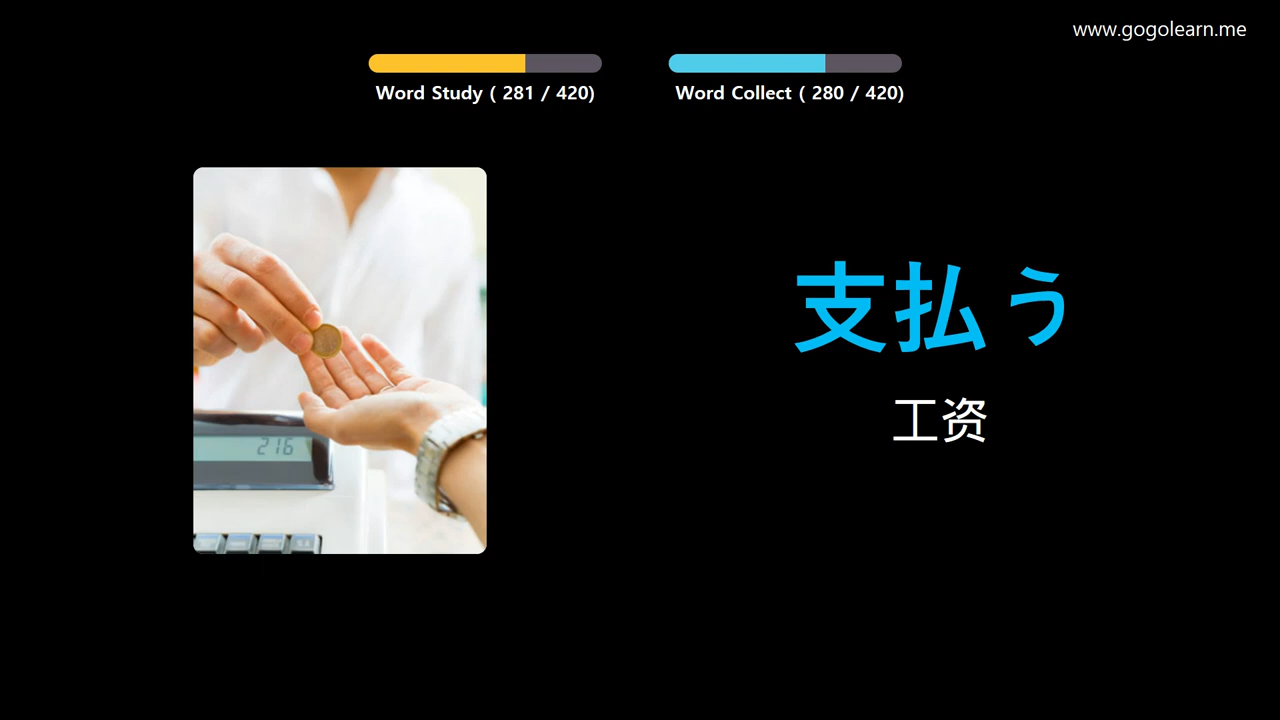 www.gogolearn.me
Word Study ( 281 / 420)
Word Collect ( 280 / 420)
支払う
工资
216